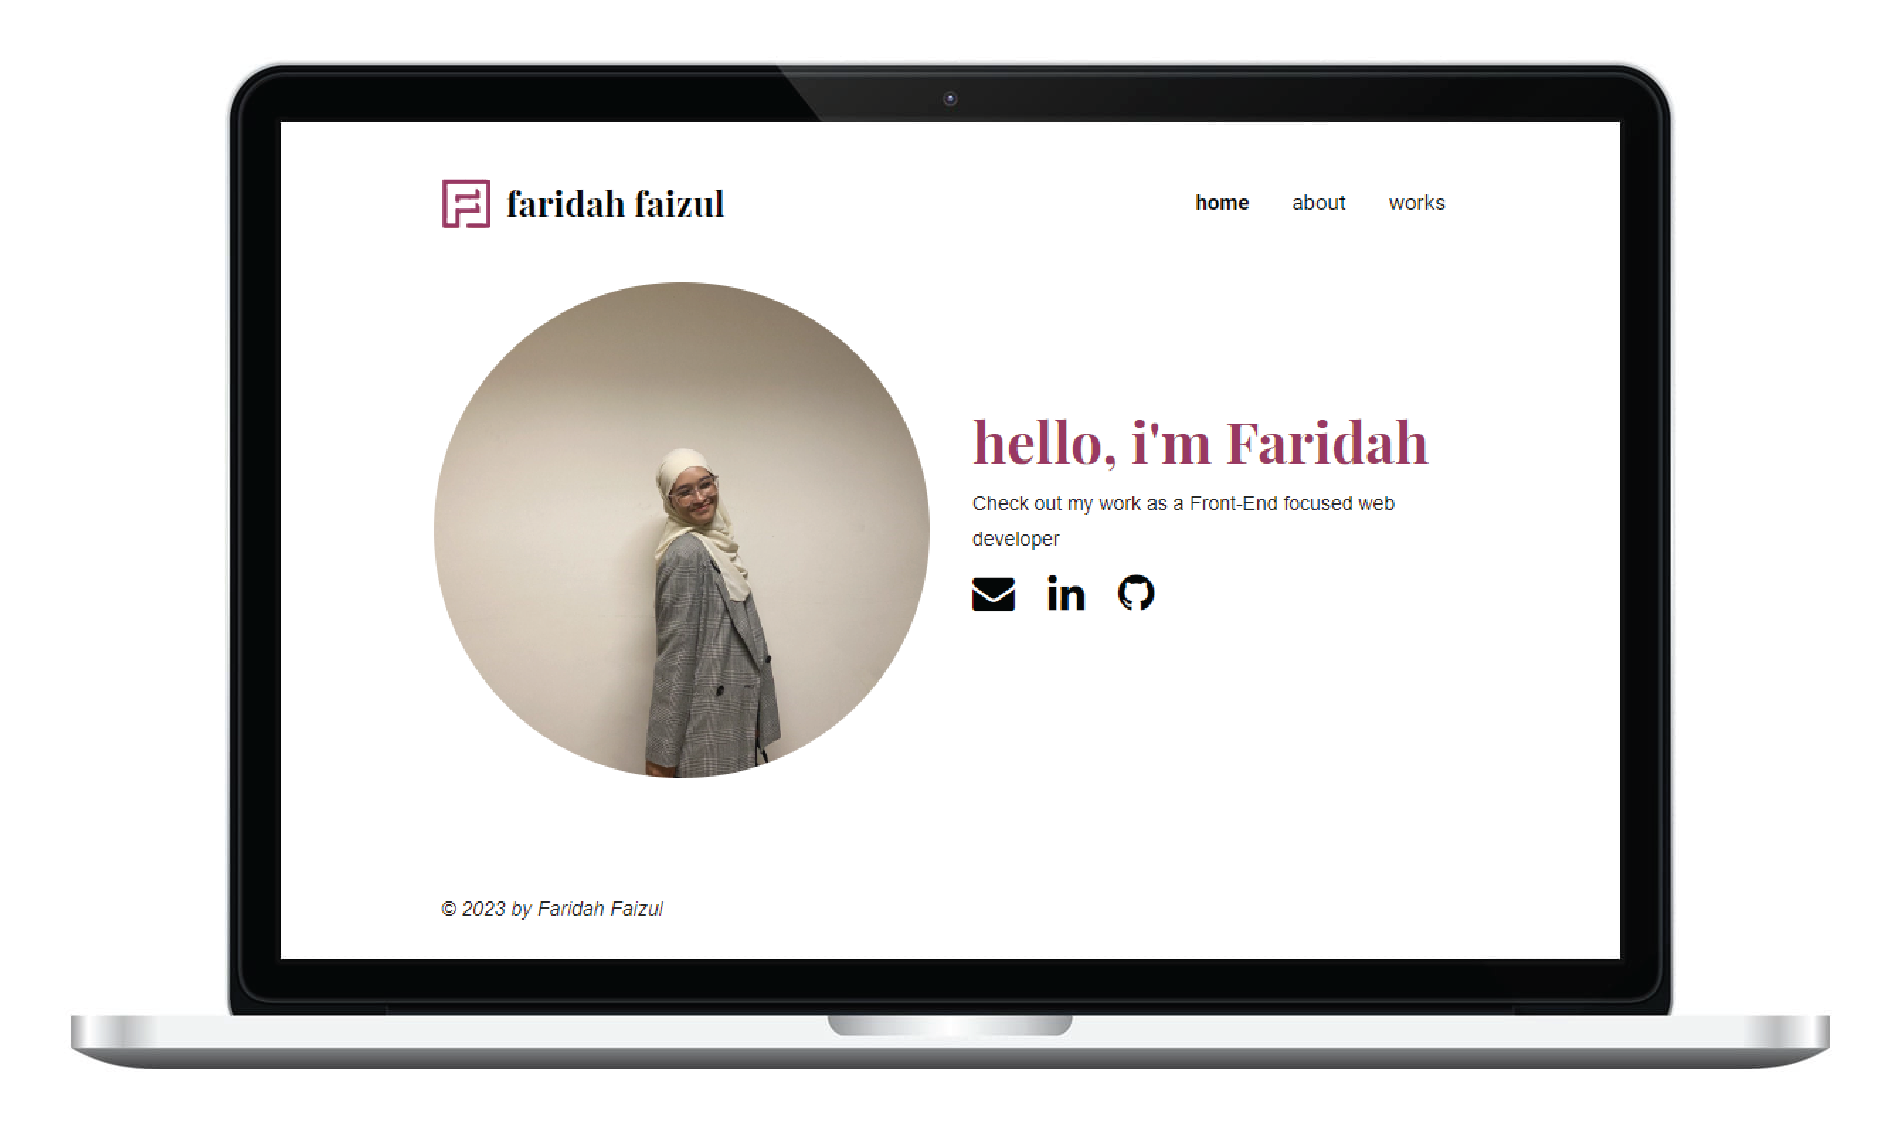 faridah faizul
home about works
hello, i'm Faridah
Check out my work as a Front-End focused web
developer
in
© 2023 by Faridah Faizul